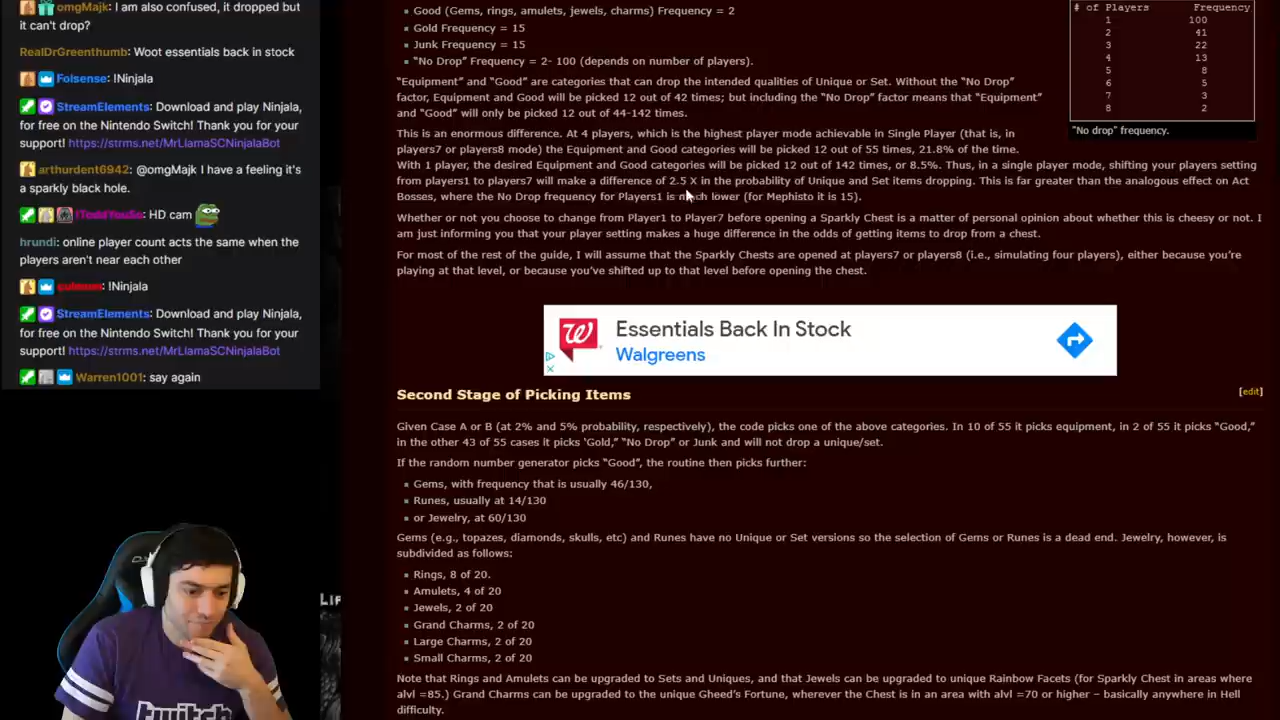 omgMajk: I am also confused, it dropped but
it can't drop?
RealDrGreenthumb: Woot essentials back in stock
Folsense: !Ninjala
StreamElements: Download and play Ninjala,
for free on the Nintendo Switch! Thank you for your
support! https://strms.net/MrLlamaSCNinjalaBot
arthurdent6942: @omgMajk I have a feeling it's
a sparkly black hole.
IToddYouSo: HD cam
hrundi: online player count acts the same when the
players aren't near each other
: !Ninjala
StreamElements: Download and play Ninjala,
for free on the Nintendo Switch! Thank you for your
support! https://strms.net/MrLlamaSCNinjalaBot
Warren1001: say again
Good (Gems, rings, amulets, jewels, charms) Frequency = 2
Gold Frequency = 15
Junk Frequency = 15
"No Drop" Frequency = 2- 100 (depends on number of players).
# of Players Frequency
1 100
2 41
3 22
4 13
5 8
6 5
7 3
8 2
"No drop" frequency.
"Equipment" and "Good" are categories that can drop the intended qualities of Unique or Set. Without the "No Drop"
factor, Equipment and Good will be picked 12 out of 42 times; but including the "No Drop" factor means that "Equipment"
and "Good" will only be picked 12 out of 44-142 times.
This is an enormous difference. At 4 players, which is the highest player mode achievable in Single Player (that is, in
players7 or players8 mode) the Equipment and Good categories will be picked 12 out of 55 times, 21.8% of the time.
With 1 player, the desired Equipment and Good categories will be picked 12 out of 142 times, or 8.5%. Thus, in a single player mode, shifting your players setting
from players1 to players7 will make a difference of 2.5 X in the probability of Unique and Set items dropping. This is far greater than the analogous effect on Act
Bosses, where the No Drop frequency for Players1 is much lower (for Mephisto it is 15).
Whether or not you choose to change from Player1 to Player7 before opening a Sparkly Chest is a matter of personal opinion about whether this is cheesy or not. I
am just informing you that your player setting makes a huge difference in the odds of getting items to drop from a chest.
For most of the rest of the guide, I will assume that the Sparkly Chests are opened at players7 or players8 (i.e., simulating four players), either because you're
playing at that level, or because you've shifted up to that level before opening the chest.
Essentials Back In Stock
Walgreens
Second Stage of Picking Items
[edit]
Given Case A or B (at 2% and 5% probability, respectively), the code picks one of the above categories. In 10 of 55 it picks equipment, in 2 of 55 it picks "Good,"
in the other 43 of 55 cases it picks 'Gold," "No Drop" or Junk and will not drop a unique/set.
If the random number generator picks "Good", the routine then picks further:
Gems, with frequency that is usually 46/130,
Runes, usually at 14/130
or Jewelry, at 60/130
Gems (e.g., topazes, diamonds, skulls, etc) and Runes have no Unique or Set versions so the selection of Gems or Runes is a dead end. Jewelry, however, is
subdivided as follows:
Rings, 8 of 20.
Amulets, 4 of 20
Jewels, 2 of 20
Grand Charms, 2 of 20
Large Charms, 2 of 20
Small Charms, 2 of 20
Note that Rings and Amulets can be upgraded to Sets and Uniques, and that Jewels can be upgraded to unique Rainbow Facets (for Sparkly Chest in areas where
alvl =85.) Grand Charms can be upgraded to the unique Gheed's Fortune, wherever the Chest is in an area with alvl =70 or higher – basically anywhere in Hell
difficulty.
twitch